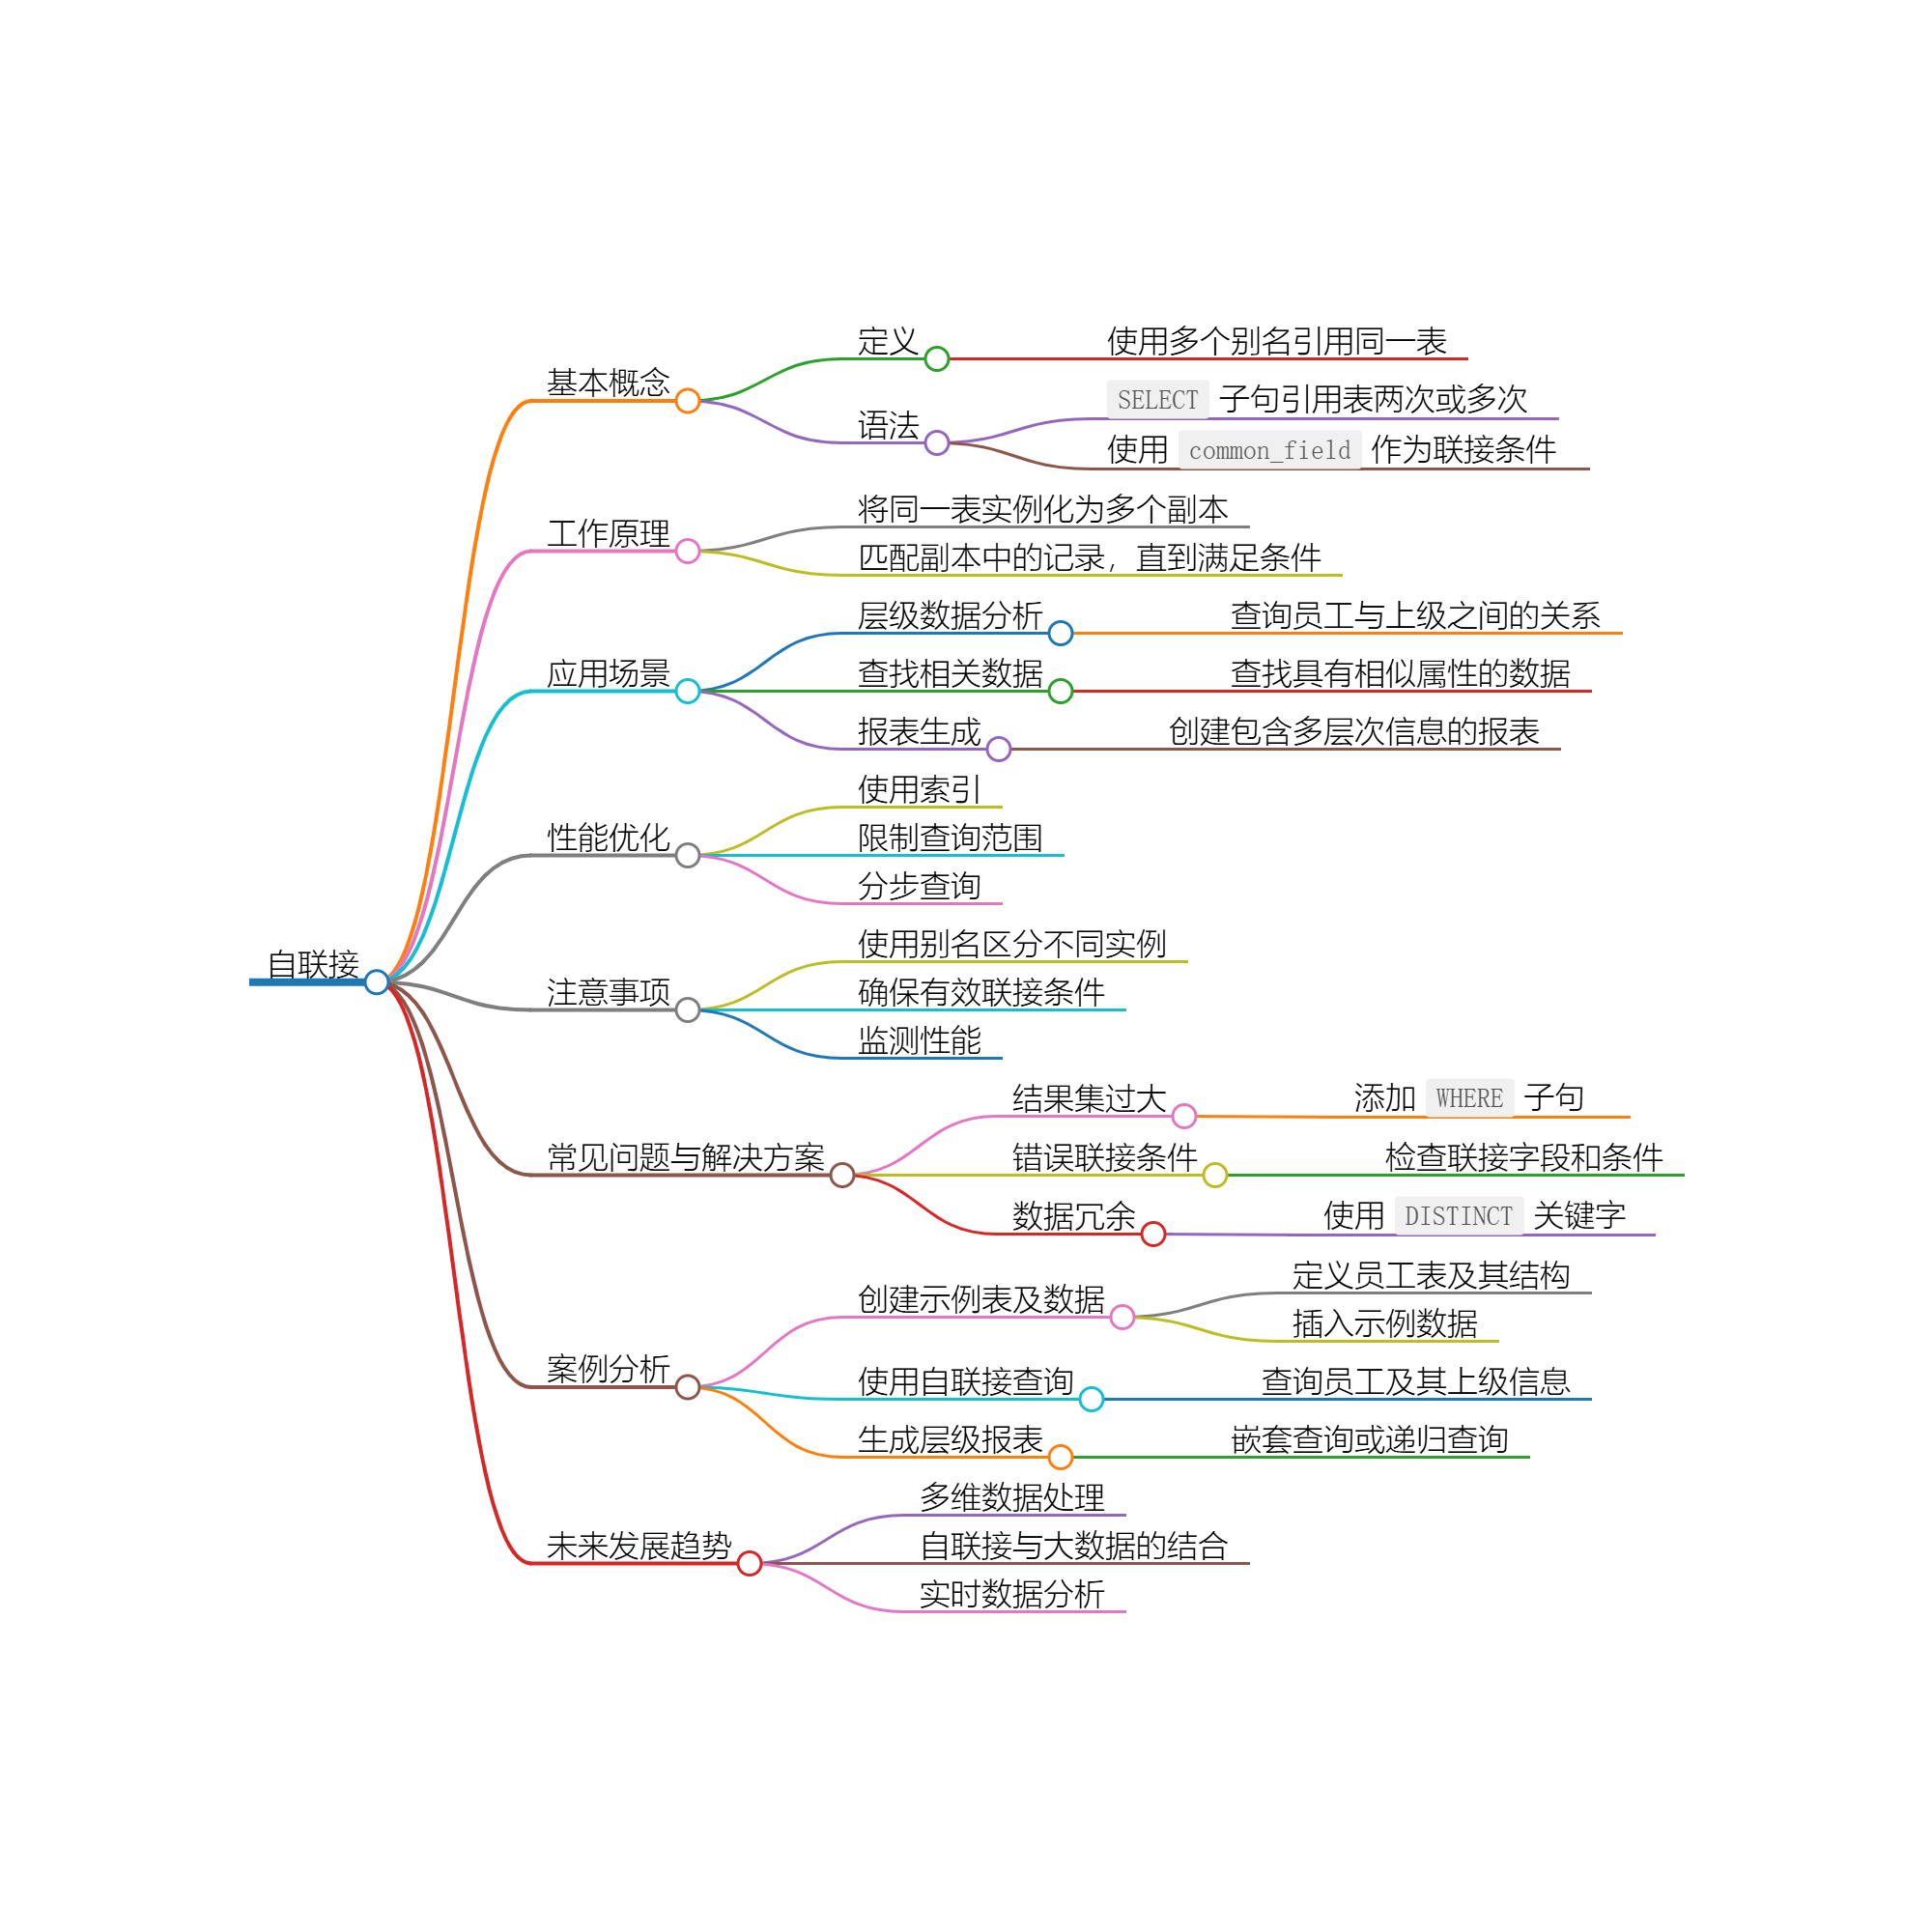 自联接
基本概念
定义
使用多个别名引用同一表
语法
SELECT 子句引用表两次或多次
使用 common_field 作为联接条件
工作原理
将同一表实例化为多个副本
匹配副本中的记录，直到满足条件
应用场景
层级数据分析
查询员工与上级之间的关系
查找相关数据
查找具有相似属性的数据
报表生成
创建包含多层次信息的报表
性能优化
使用索引
限制查询范围
分步查询
注意事项
使用别名区分不同实例
确保有效联接条件
监测性能
常见问题与解决方案
结果集过大
添加 WHERE 子句
错误联接条件
检查联接字段和条件
数据冗余
使用 DISTINCT 关键字
案例分析
创建示例表及数据
定义员工表及其结构
插入示例数据
使用自联接查询
查询员工及其上级信息
生成层级报表
嵌套查询或递归查询
未来发展趋势
多维数据处理
自联接与大数据的结合
实时数据分析